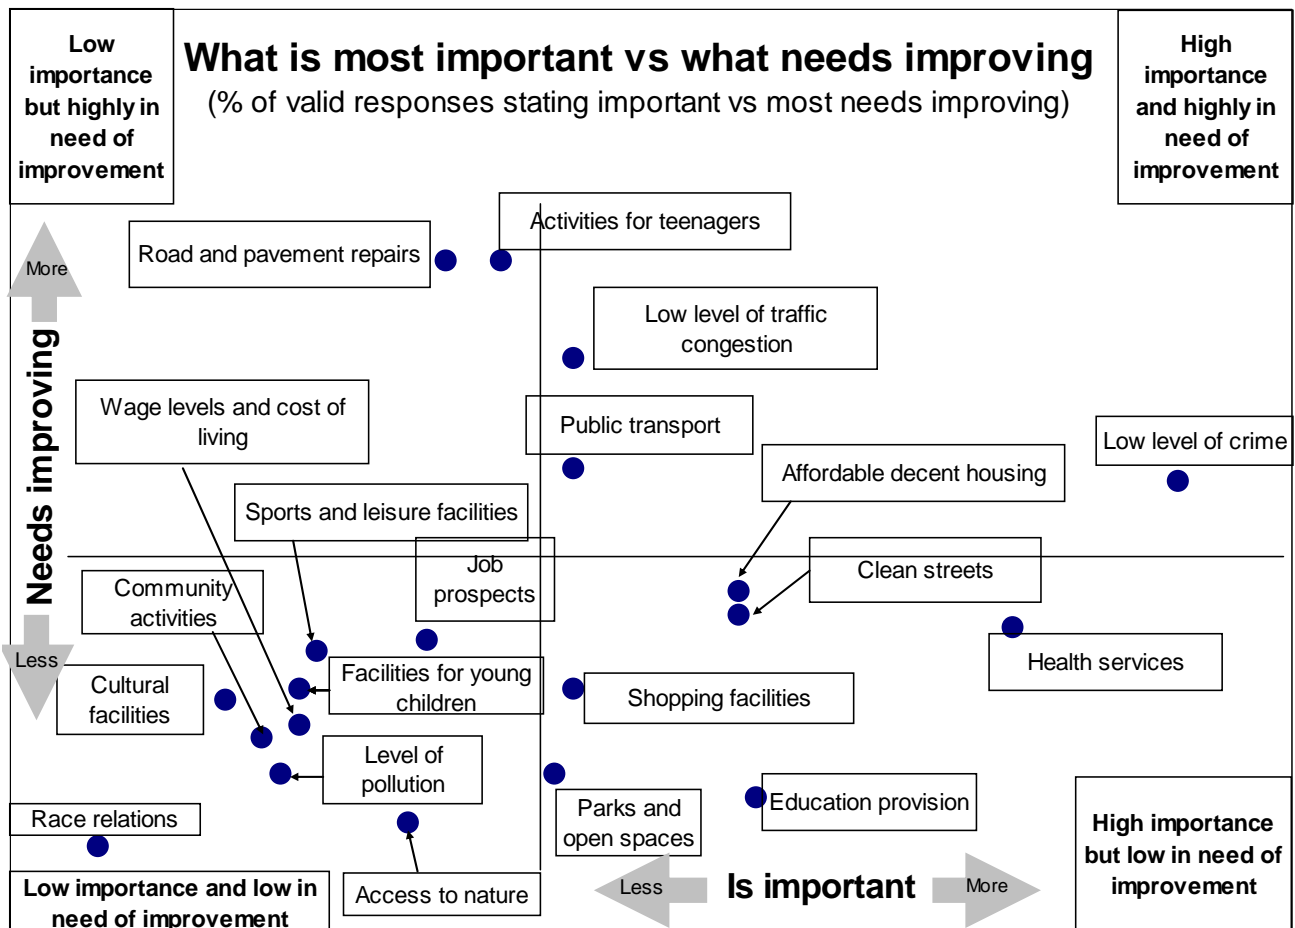 Low
importance
but highly in
need of
improvement
What is most important vs what needs improving
(% of valid responses stating important vs most needs improving)
High
importance
and highly in
need of
improvement
Activities for teenagers
Road and pavement repairs
More
Low level of traffic
congestion
Needs improving
Wage levels and cost of
living
Public transport
Low level of crime
Affordable decent housing
Sports and leisure facilities
Job
prospects
Clean streets
Community
activities
Less
Health services
Facilities for young
children
Cultural
facilities
Shopping facilities
Level of
pollution
Race relations
Parks and
open spaces
Education provision
High importance
but low in need of
improvement
Low importance and low in
need of improvement
Access to nature
Less
Is important
More